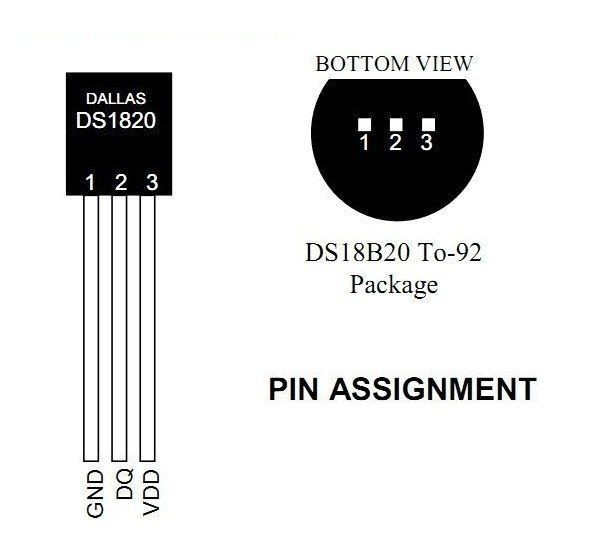 DALLAS
DS1820
1 2 3
GND
DQ
VDD
BOTTOM VIEW
1 2 3
DS18B20 To-92
Package
PIN ASSIGNMENT